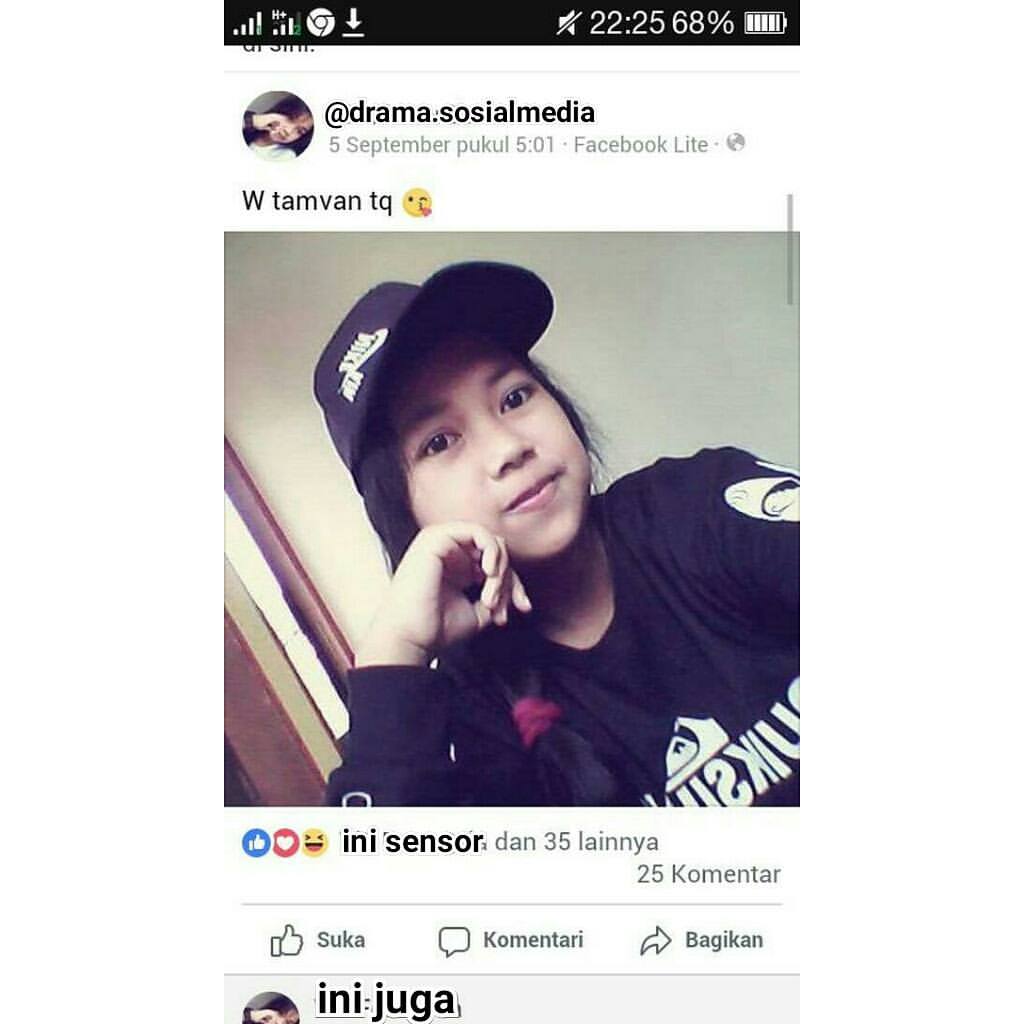 22:25 68%
di sini.
@drama.sosialmedia
5 September pukul 5:01 · Facebook Lite ·
W tamvan tq 😘
ini sensor dan 35 lainnya
25 Komentar
Suka Komentari Bagikan
ini juga